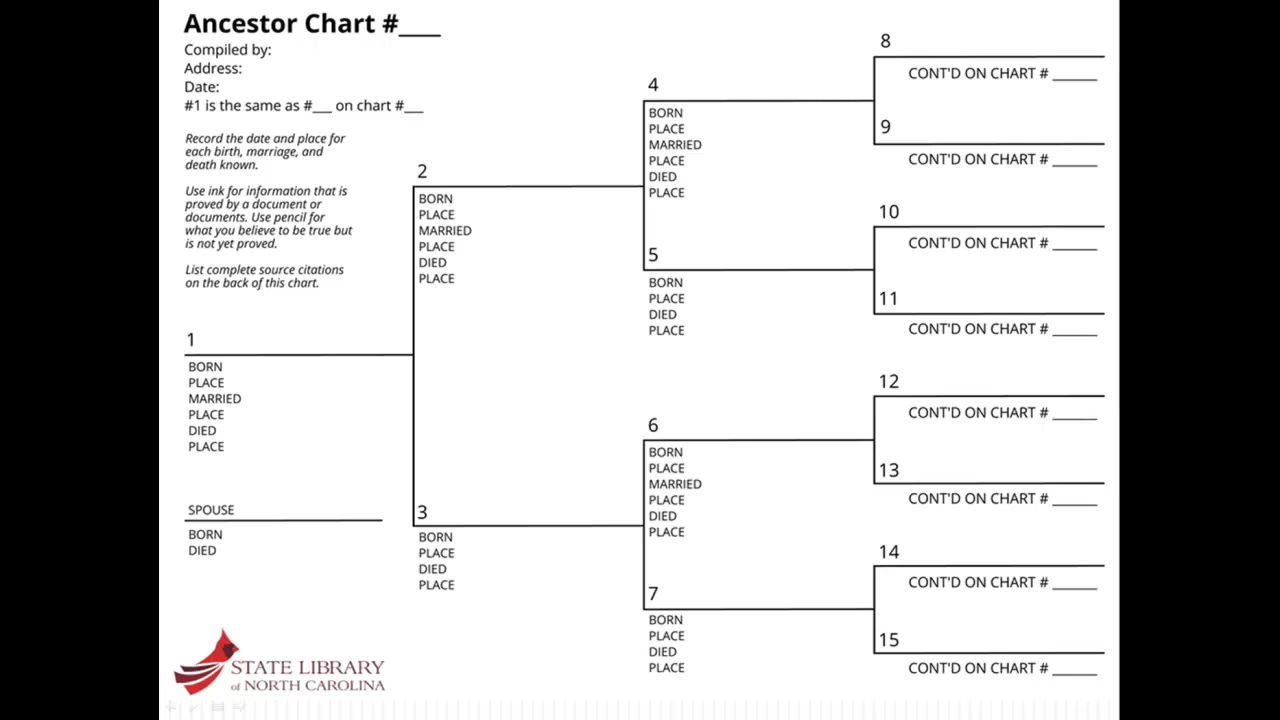 Ancestor Chart #___
Compiled by:
Address:
Date:
#1 is the same as #___ on chart #___
Record the date and place for
each birth, marriage, and
death known.
Use ink for information that is
proved by a document or
documents. Use pencil for
what you believe to be true but
is not yet proved.
List complete source citations
on the back of this chart.
1
BORN
PLACE
MARRIED
PLACE
DIED
PLACE
SPOUSE
BORN
DIED
2
BORN
PLACE
MARRIED
PLACE
DIED
PLACE
3
BORN
PLACE
DIED
PLACE
4
BORN
PLACE
MARRIED
PLACE
DIED
PLACE
5
BORN
PLACE
DIED
PLACE
6
BORN
PLACE
MARRIED
PLACE
DIED
PLACE
7
BORN
PLACE
DIED
PLACE
8
CONT'D ON CHART # ______
9
CONT'D ON CHART # ______
10
CONT'D ON CHART # ______
11
CONT'D ON CHART # ______
12
CONT'D ON CHART # ______
13
CONT'D ON CHART # ______
14
CONT'D ON CHART # ______
15
CONT'D ON CHART # ______
STATE LIBRARY
of NORTH CAROLINA